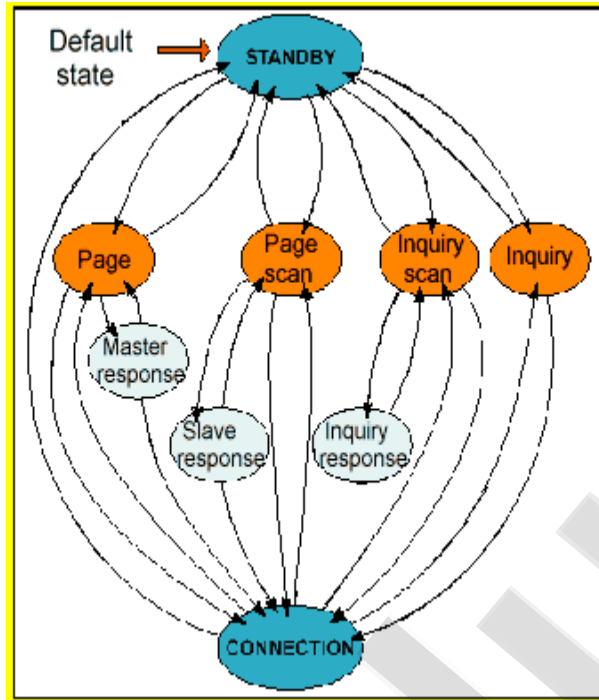 Default
state
STANDBY
Page
Page
scan
Inquiry
scan
Inquiry
Master
response
Slave
response
Inquiry
response
CONNECTION